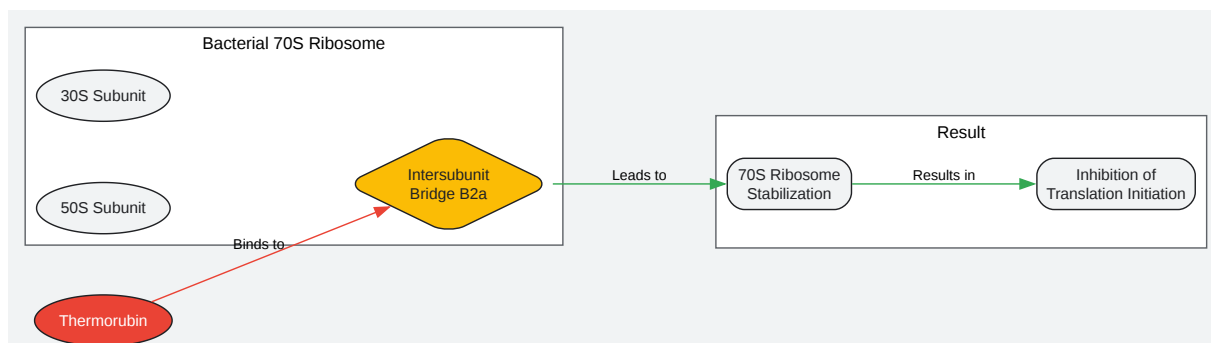 Bacterial 70S Ribosome
30S Subunit
50S Subunit
Intersubunit
Bridge B2a
Binds to
Thermorubin
Leads to
Result
70S Ribosome
Stabilization
Results in
Inhibition of
Translation Initiation